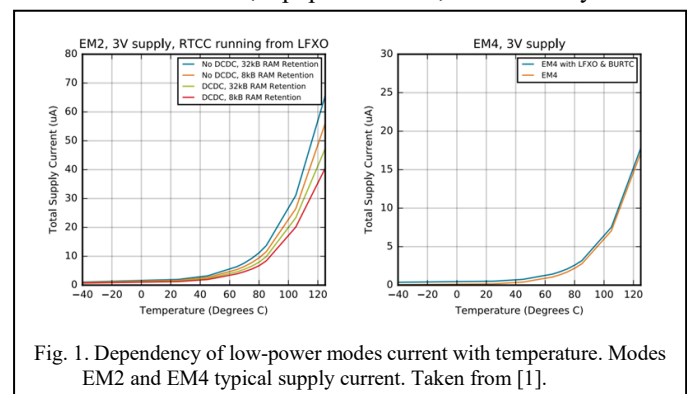 EM2, 3V supply, RTCC running from LFXO
80
70
60
50
40
30
20
10
0
Total Supply Current (uA)
No DCDC, 32kB RAM Retention
No DCDC, 8kB RAM Retention
DCDC, 32kB RAM Retention
DCDC, 8kB RAM Retention
−40 −20 0 20 40 60 80 100 120
Temperature (Degrees C)
EM4, 3V supply
30
25
20
15
10
5
0
Total Supply Current (uA)
EM4 with LFXO & BURTC
EM4
−40 −20 0 20 40 60 80 100 120
Temperature (Degrees C)
Fig. 1. Dependency of low-power modes current with temperature. Modes
EM2 and EM4 typical supply current. Taken from [1].